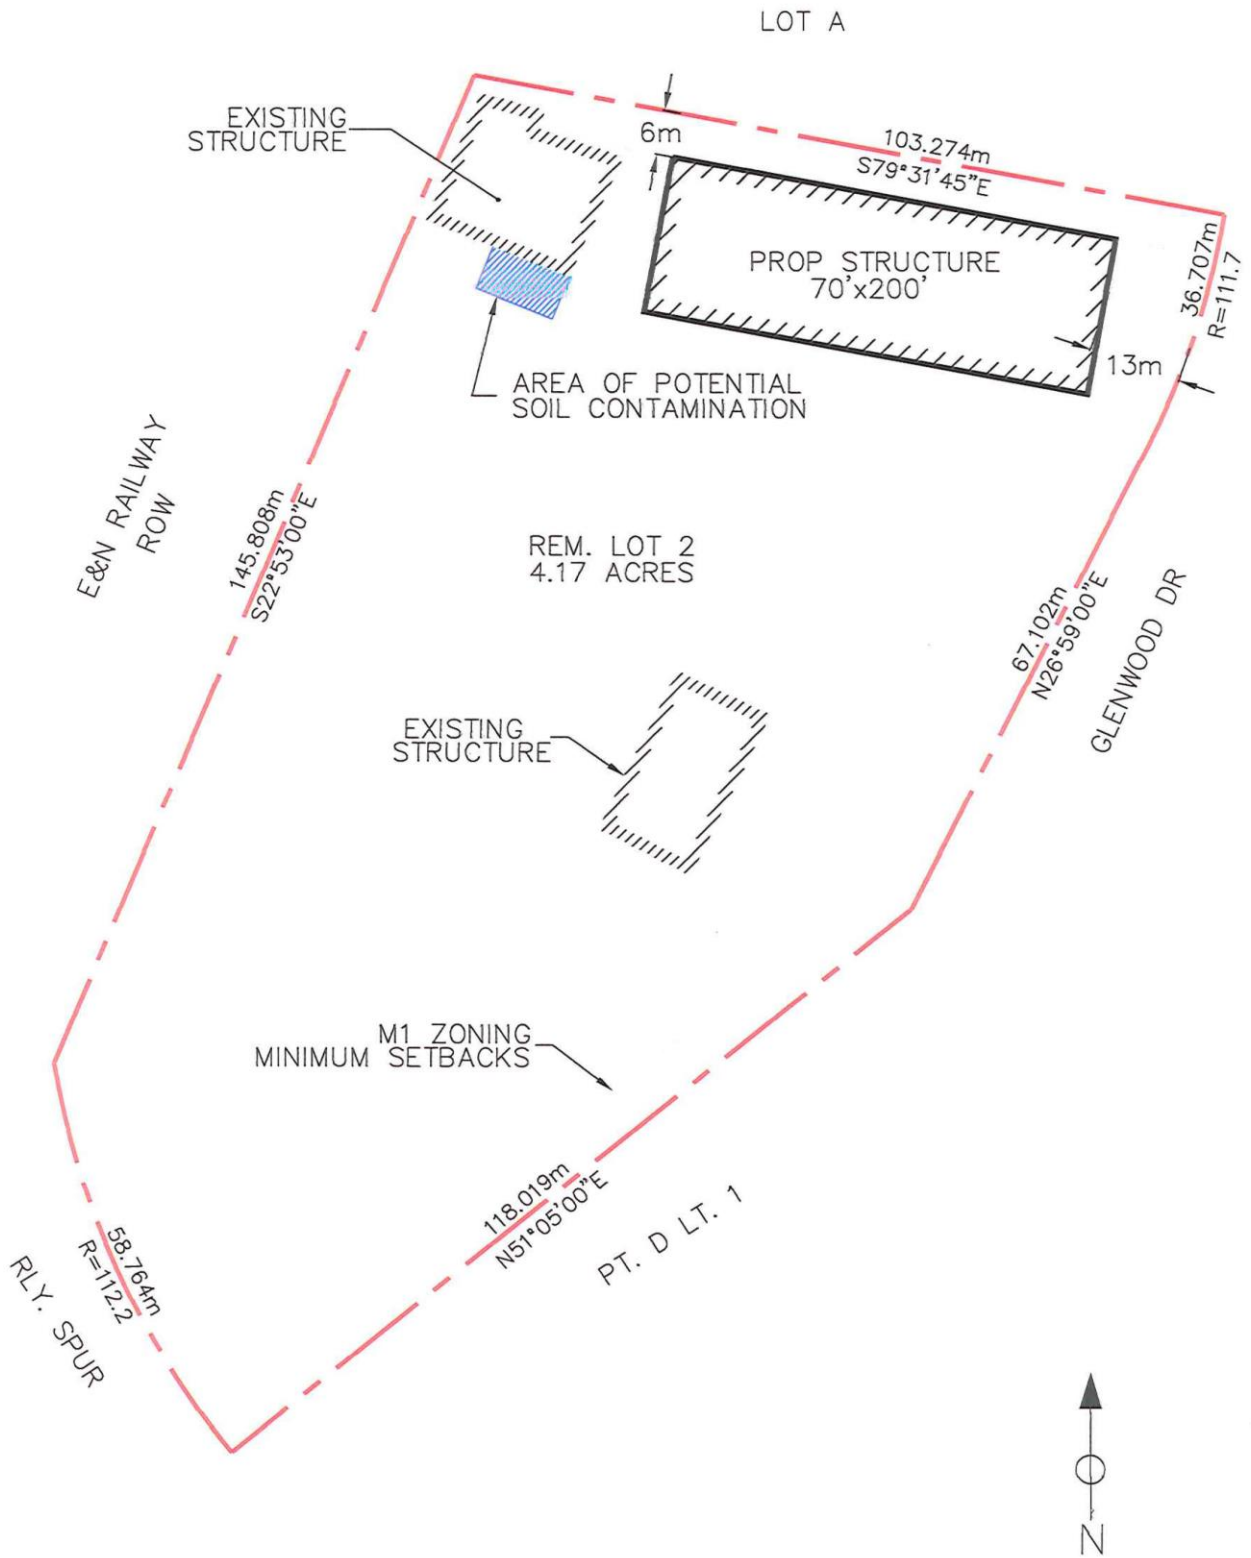 LOT A
EXISTING
STRUCTURE
6m
103.274m
S79°31'45"E
36.707m
R=111.7
PROP STRUCTURE
70'x200'
13m
AREA OF POTENTIAL
SOIL CONTAMINATION
E&N RAILWAY
ROW
145.808m
S22°53'00"E
REM. LOT 2
4.17 ACRES
67.102m
N26°59'00"E
GLENWOOD DR
EXISTING
STRUCTURE
M1 ZONING
MINIMUM SETBACKS
118.019m
N51°05'00"E
PT. D LT. 1
58.764m
R=112.2
RLY. SPUR
N